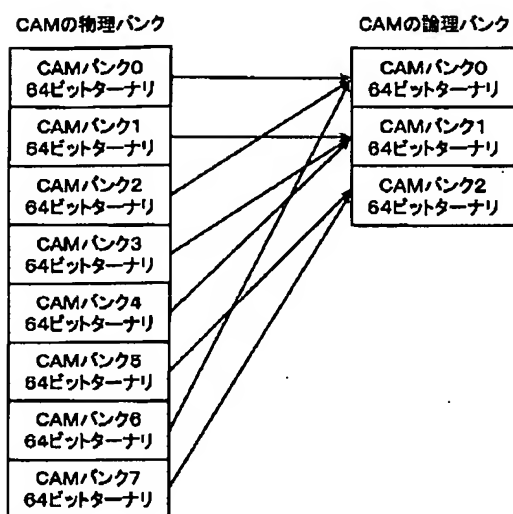 CAMの物理バンク
CAMバンク0
64ビットターナリ
CAMバンク1
64ビットターナリ
CAMバンク2
64ビットターナリ
CAMバンク3
64ビットターナリ
CAMバンク4
64ビットターナリ
CAMバンク5
64ビットターナリ
CAMバンク6
64ビットターナリ
CAMバンク7
64ビットターナリ
CAMの論理バンク
CAMバンク0
64ビットターナリ
CAMバンク1
64ビットターナリ
CAMバンク2
64ビットターナリ